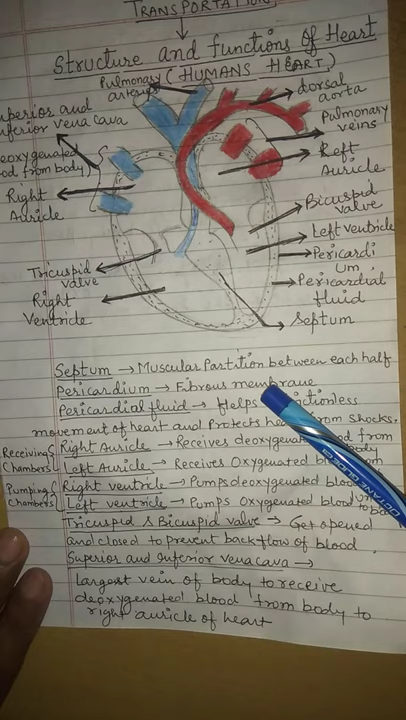 TRANSPORTATION
Structure and functions of Heart
(HUMANS HEART)
Pulmonary
arteries
dorsal
aorta
Superior and
Inferior vena cava
Pulmonary
veins
(Deoxygenated
blood from body)
Left
Auricle
Right
Auricle
Bicuspid
valve
Left ventricle
Pericardi
um
Tricuspid
valve
Pericardial
fluid
Right
Ventricle
Septum
Septum → Muscular Partition between each half
Pericardium → Fibrous membrane
Pericardial fluid → Helps frictionless
movement of heart and Protects from shocks.
Receiving Chambers
Right Auricle → Receives deoxygenated blood from body
Left Auricle → Receives Oxygenated blood from
Pumping Chambers
Right ventricle → Pumps deoxygenated blood
Left ventricle → Pumps Oxygenated blood to
Tricuspid & Bicuspid valve → Get opened
and closed to prevent backflow of blood.
Superior and Inferior venacava →
Largest vein of body to receive
deoxygenated blood from body to
right auricle of heart
OCTANE